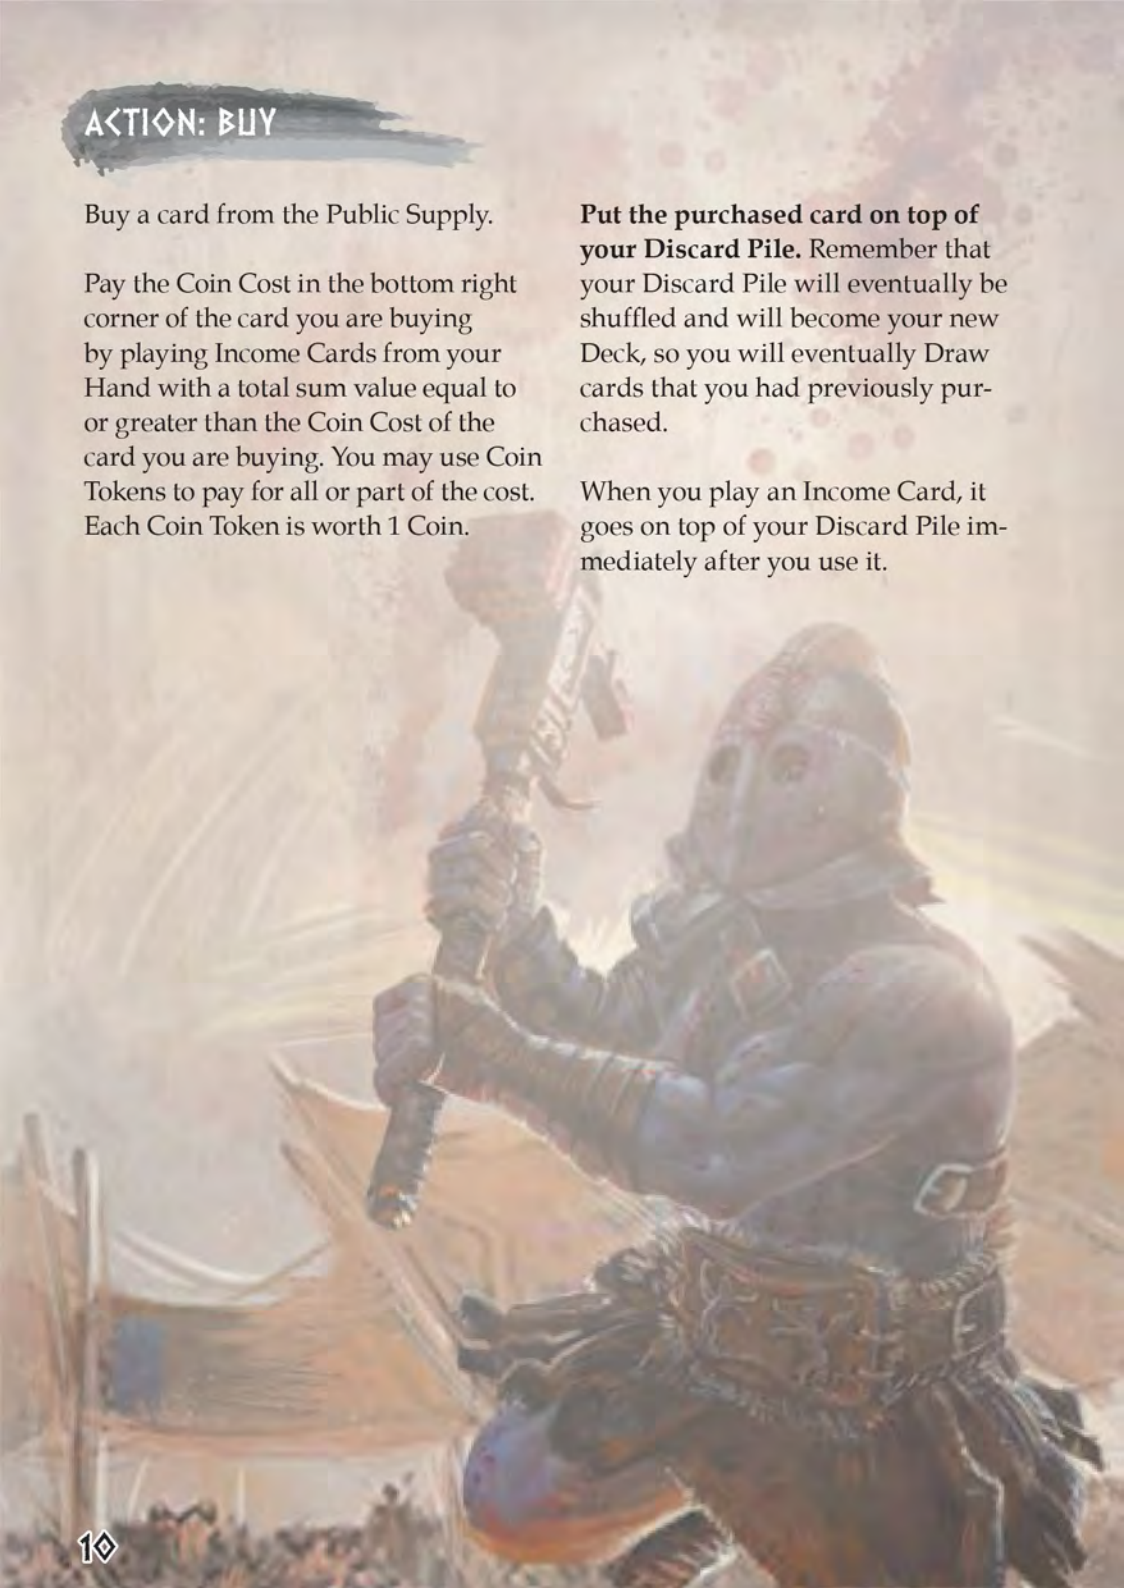 ACTION: BUY
Buy a card from the Public Supply.
Pay the Coin Cost in the bottom right
corner of the card you are buying
by playing Income Cards from your
Hand with a total sum value equal to
or greater than the Coin Cost of the
card you are buying. You may use Coin
Tokens to pay for all or part of the cost.
Each Coin Token is worth 1 Coin.
Put the purchased card on top of
your Discard Pile. Remember that
your Discard Pile will eventually be
shuffled and will become your new
Deck, so you will eventually Draw
cards that you had previously pur-
chased.
When you play an Income Card, it
goes on top of your Discard Pile im-
mediately after you use it.
10